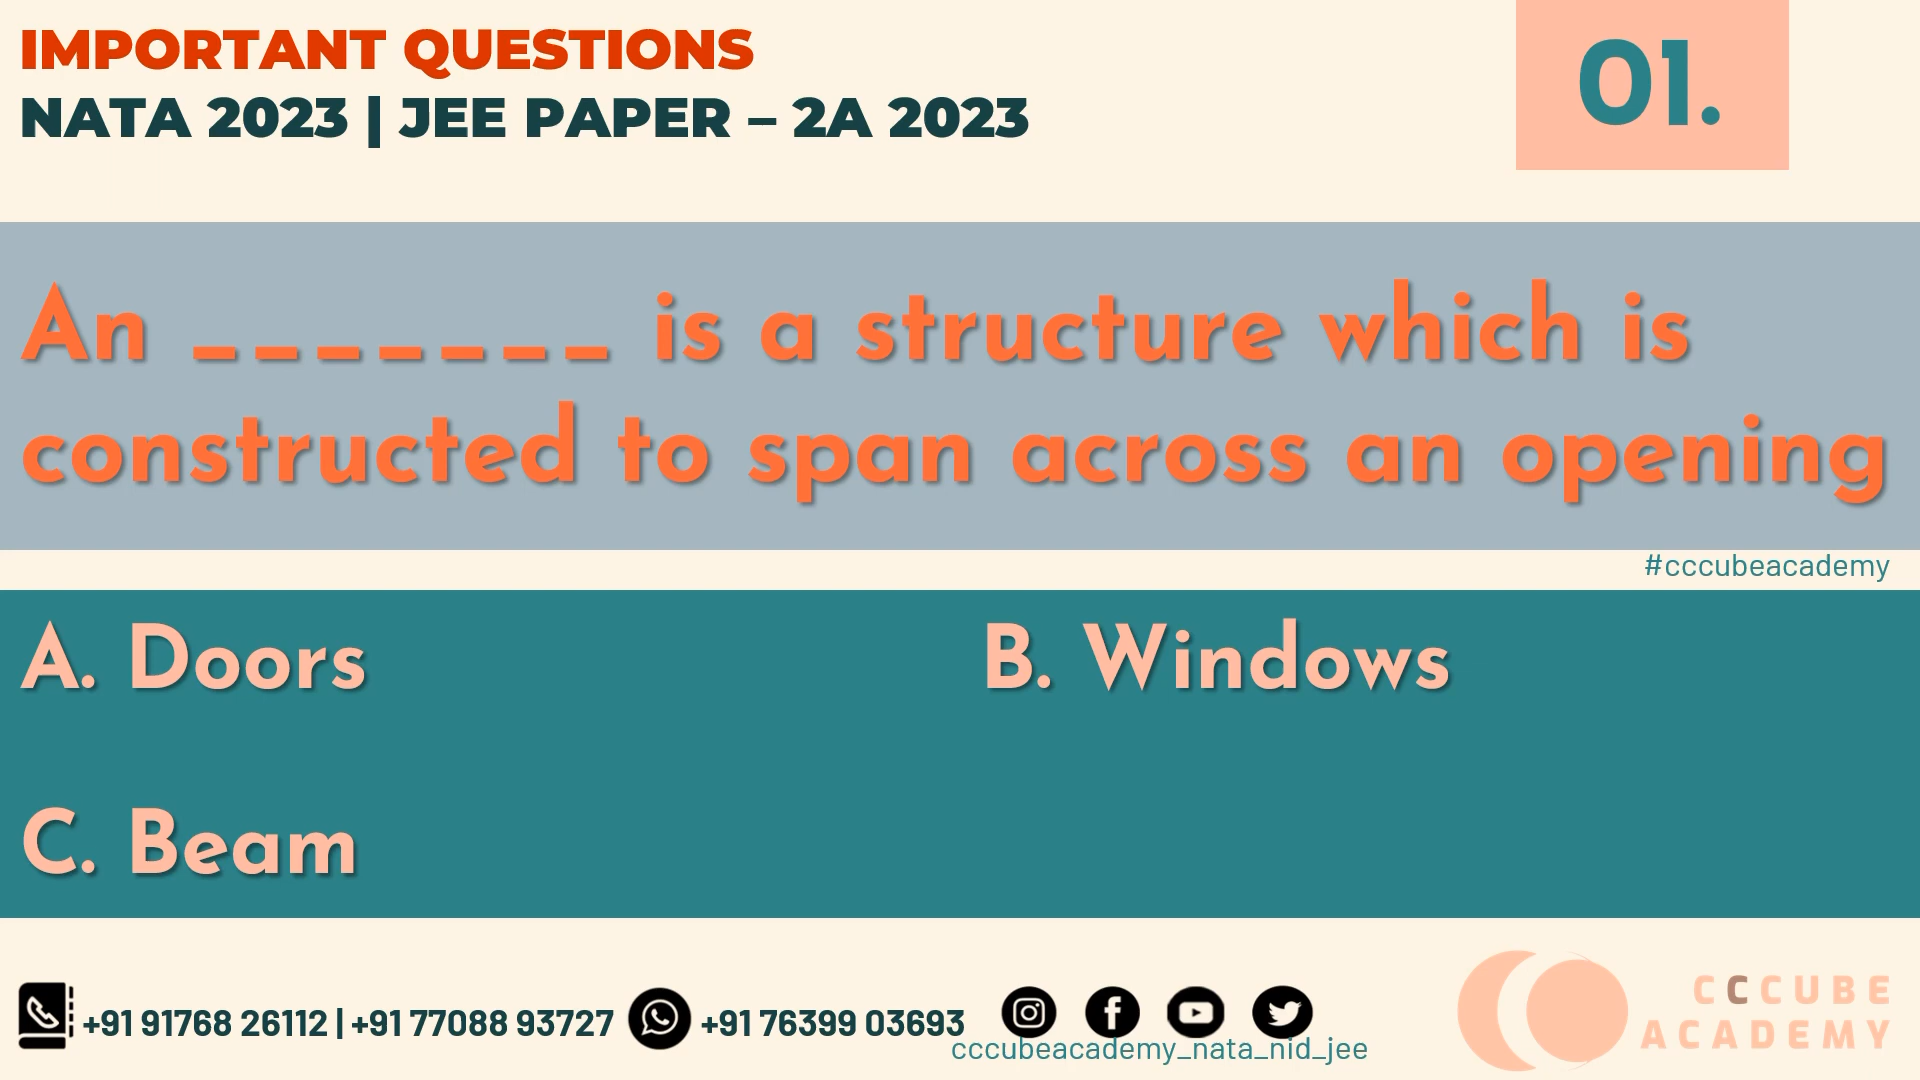 IMPORTANT QUESTIONS
NATA 2023 | JEE PAPER – 2A 2023
01.
An _______ is a structure which is
constructed to span across an opening
#cccubeacademy
A. Doors
B. Windows
C. Beam
+91 91768 26112 | +91 77088 93727
+91 76399 03693
cccubeacademy_nata_nid_jee
CCCUBE
ACADEMY